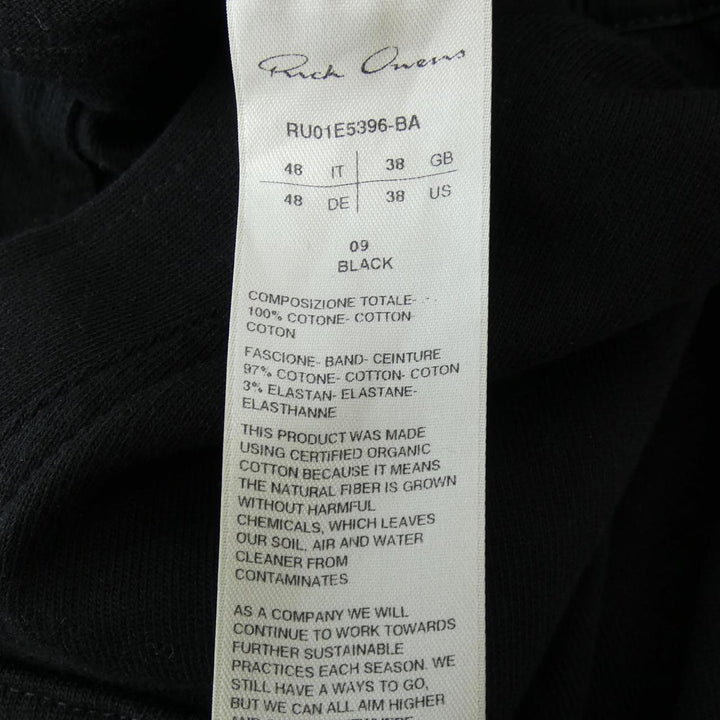 Rick Owens
RU01E5396-BA
48 IT 38 GB
48 DE 38 US
09
BLACK
COMPOSIZIONE TOTALE-
100% COTONE- COTTON-
COTON
FASCIONE- BAND- CEINTURE
97% COTONE- COTTON- COTON
3% ELASTAN- ELASTANE-
ELASTHANNE
THIS PRODUCT WAS MADE
USING CERTIFIED ORGANIC
COTTON BECAUSE IT MEANS
THE NATURAL FIBER IS GROWN
WITHOUT HARMFUL
CHEMICALS, WHICH LEAVES
OUR SOIL, AIR AND WATER
CLEANER FROM
CONTAMINATES
AS A COMPANY WE WILL
CONTINUE TO WORK TOWARDS
FURTHER SUSTAINABLE
PRACTICES EACH SEASON. WE
STILL HAVE A WAYS TO GO,
BUT WE CAN ALL AIM HIGHER